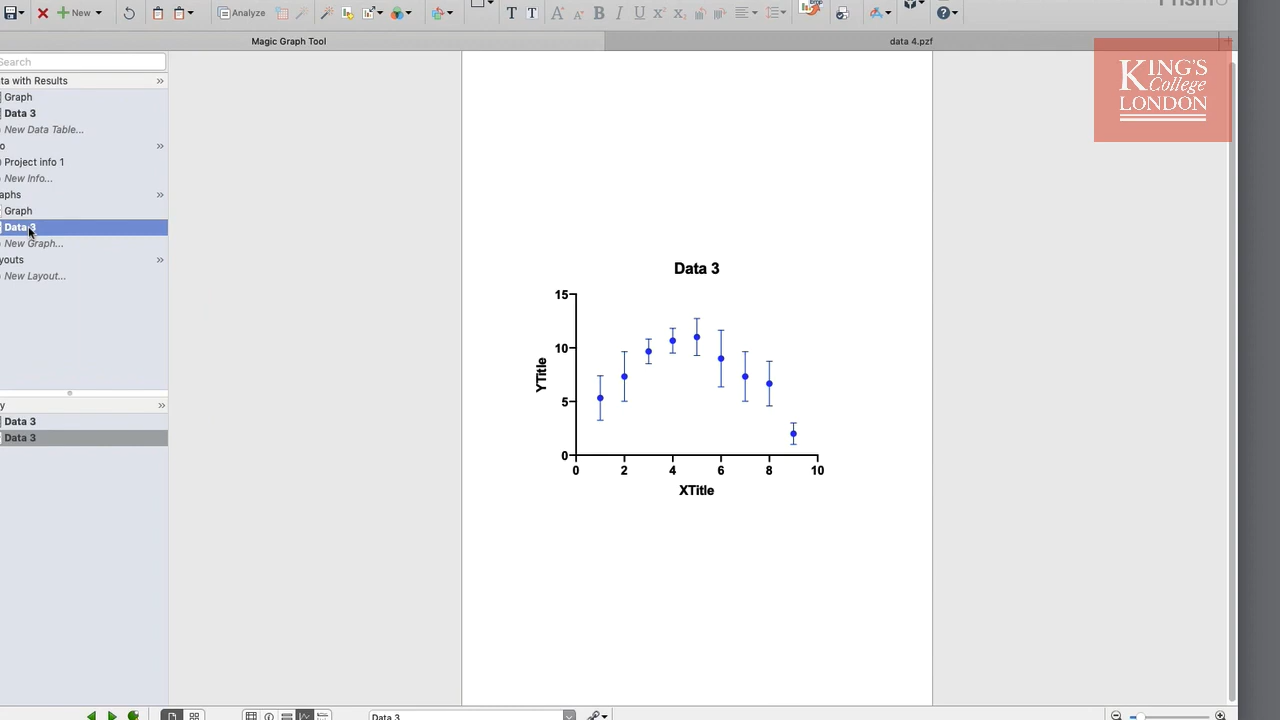 New
Analyze
T T A A B I U X² X₂ A A
Magic Graph Tool
data 4.pzf
KING'S
College
LONDON
Search
ta with Results
Graph
Data 3
New Data Table...
o
Project info 1
New Info...
aphs
Graph
Data 3
New Graph...
youts
New Layout...
y
Data 3
Data 3
Data 3
15
10
5
0
YTitle
0 2 4 6 8 10
XTitle
Data 3